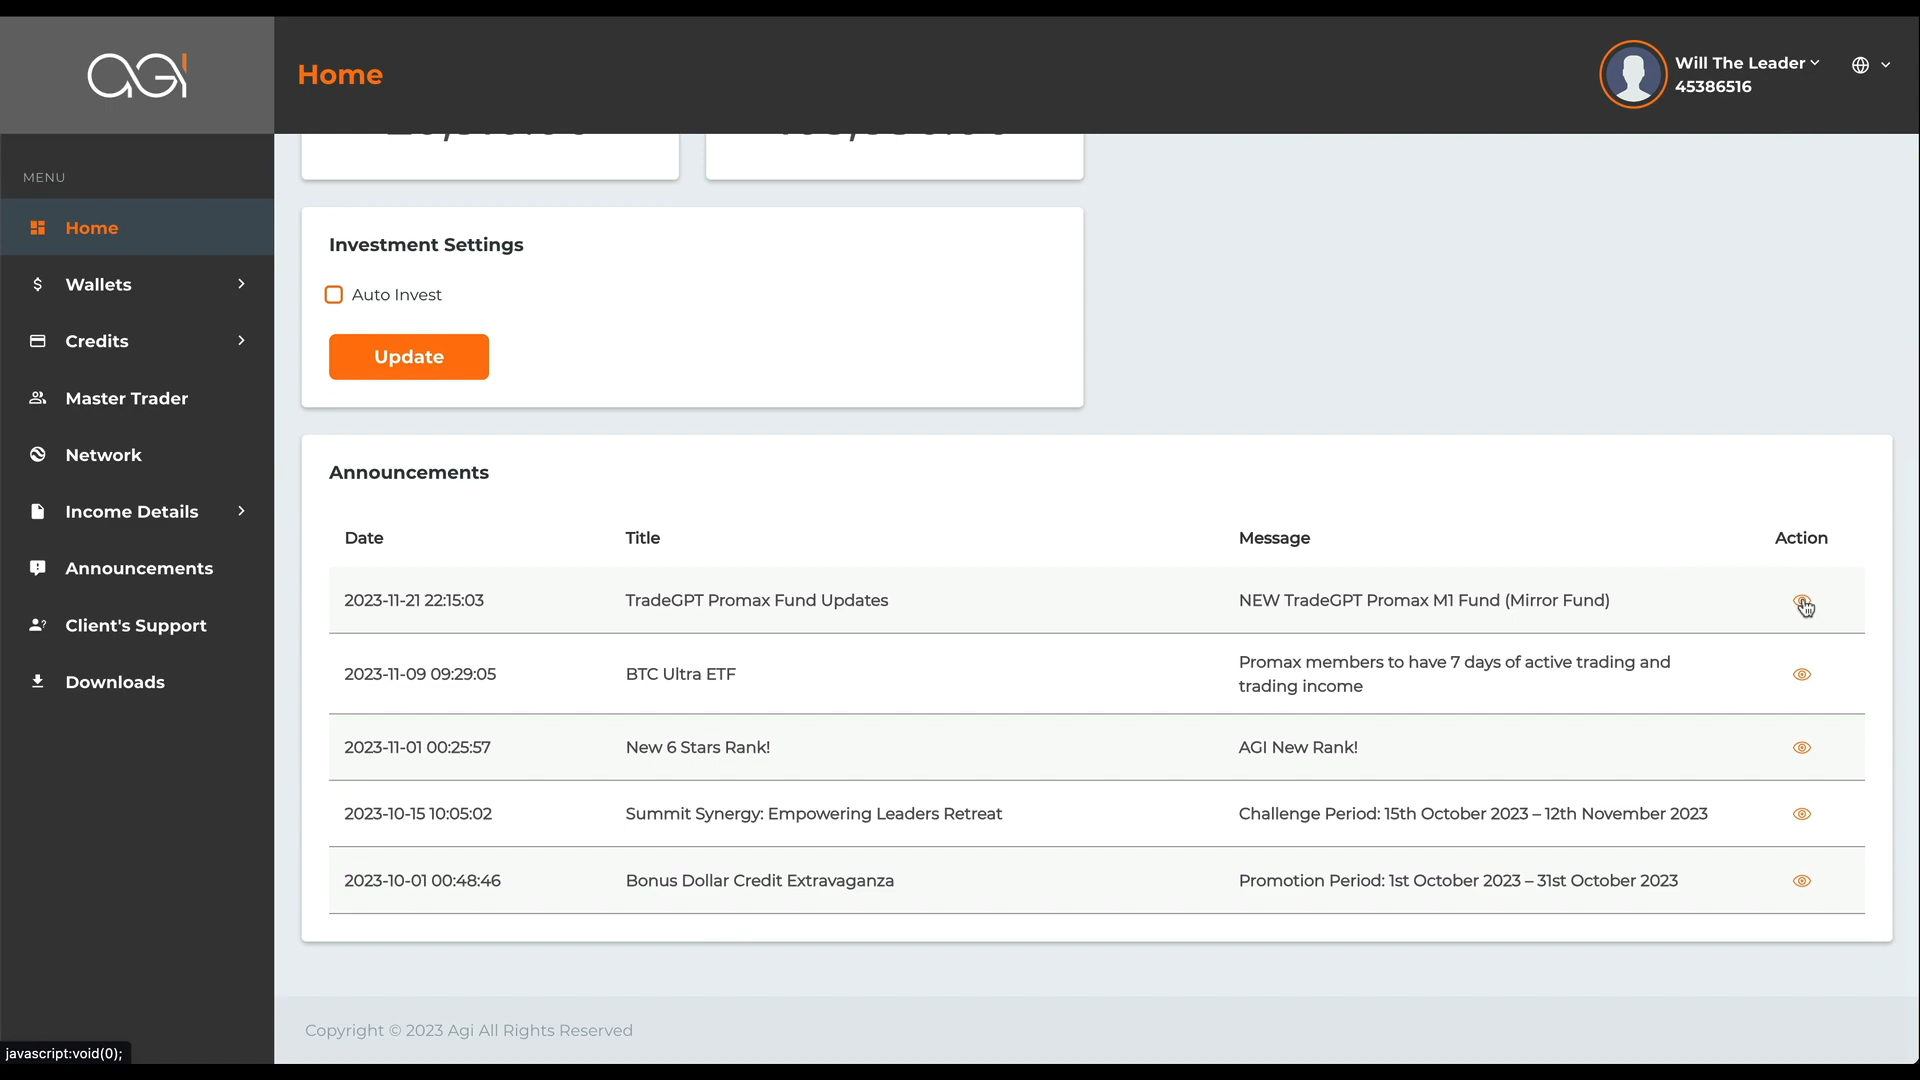 AGI
Home
Will The Leader
45386516
MENU
Home
Wallets
Credits
Master Trader
Network
Income Details
Announcements
Client's Support
Downloads
Investment Settings
Auto Invest
Update
Announcements
Date Title Message Action
2023-11-21 22:15:03 TradeGPT Promax Fund Updates NEW TradeGPT Promax M1 Fund (Mirror Fund)
2023-11-09 09:29:05 BTC Ultra ETF Promax members to have 7 days of active trading and
trading income
2023-11-01 00:25:57 New 6 Stars Rank! AGI New Rank!
2023-10-15 10:05:02 Summit Synergy: Empowering Leaders Retreat Challenge Period: 15th October 2023 – 12th November 2023
2023-10-01 00:48:46 Bonus Dollar Credit Extravaganza Promotion Period: 1st October 2023 – 31st October 2023
Copyright © 2023 Agi All Rights Reserved
javascript:void(0);